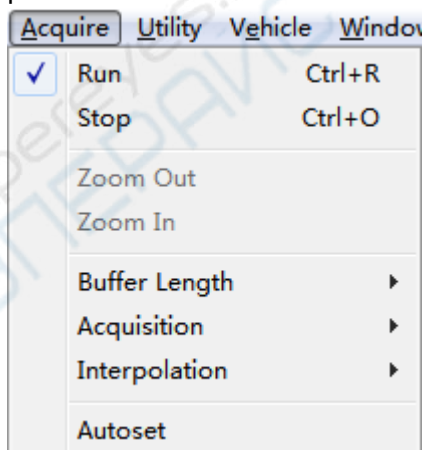 Acquire Utility Vehicle Window
Run Ctrl+R
Stop Ctrl+O
Zoom Out
Zoom In
Buffer Length
Acquisition
Interpolation
Autoset